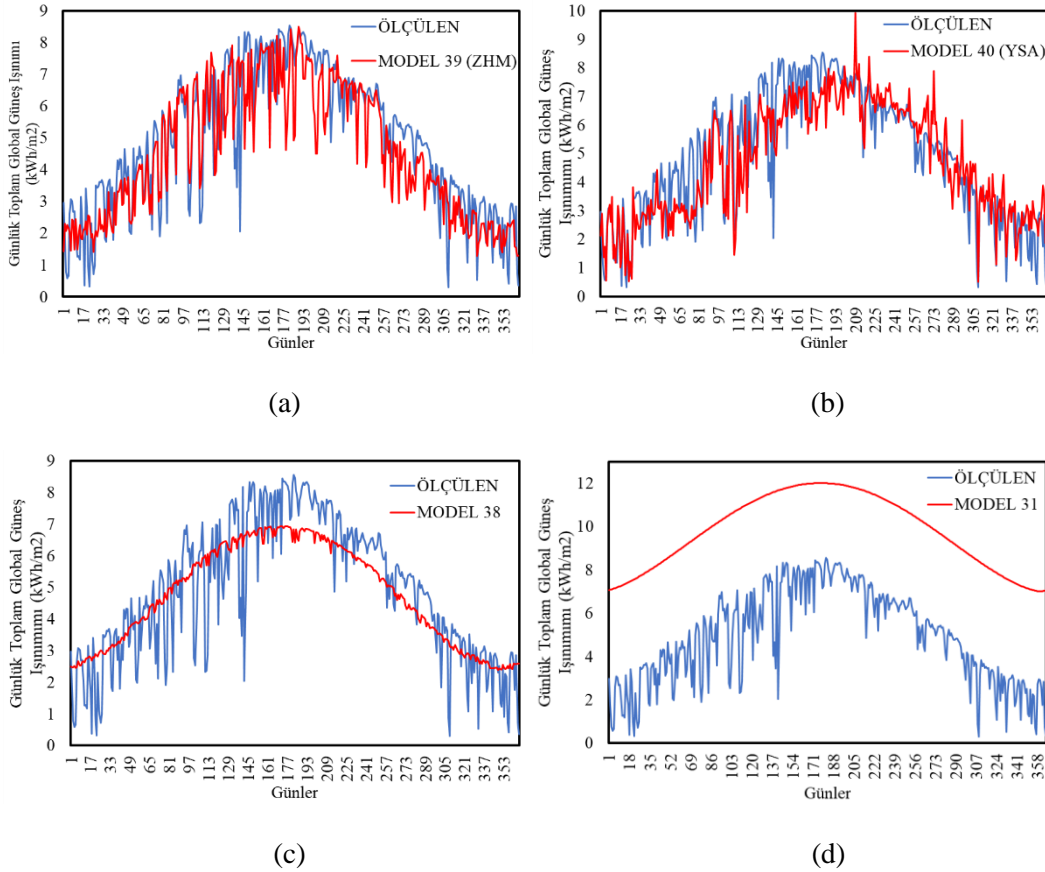 Günlük Toplam Global Güneş Işınımı
(kWh/m2)
9
8
7
6
5
4
3
2
1
0
ÖLÇÜLEN
MODEL 39 (ZHM)
1 17 33 49 65 81 97 113 129 145 161 177 193 209 225 241 257 273 289 305 321 337 353
Günler
(a)
Günlük Toplam Global Güneş
Işınımı (kWh/m2)
10
9
8
7
6
5
4
3
2
1
0
ÖLÇÜLEN
MODEL 40 (YSA)
1 17 33 49 65 81 97 113 129 145 161 177 193 209 225 241 257 273 289 305 321 337 353
Günler
(b)
Günlük Toplam Global Güneş
Işınımı (kWh/m2)
9
8
7
6
5
4
3
2
1
0
ÖLÇÜLEN
MODEL 38
1 17 33 49 65 81 97 113 129 145 161 177 193 209 225 241 257 273 289 305 321 337 353
Günler
(c)
Günlük Toplam Global Güneş
Işınımı (kWh/m2)
12
10
8
6
4
2
0
ÖLÇÜLEN
MODEL 31
1 18 35 52 69 86 103 120 137 154 171 188 205 222 239 256 273 290 307 324 341 358
Günler
(d)